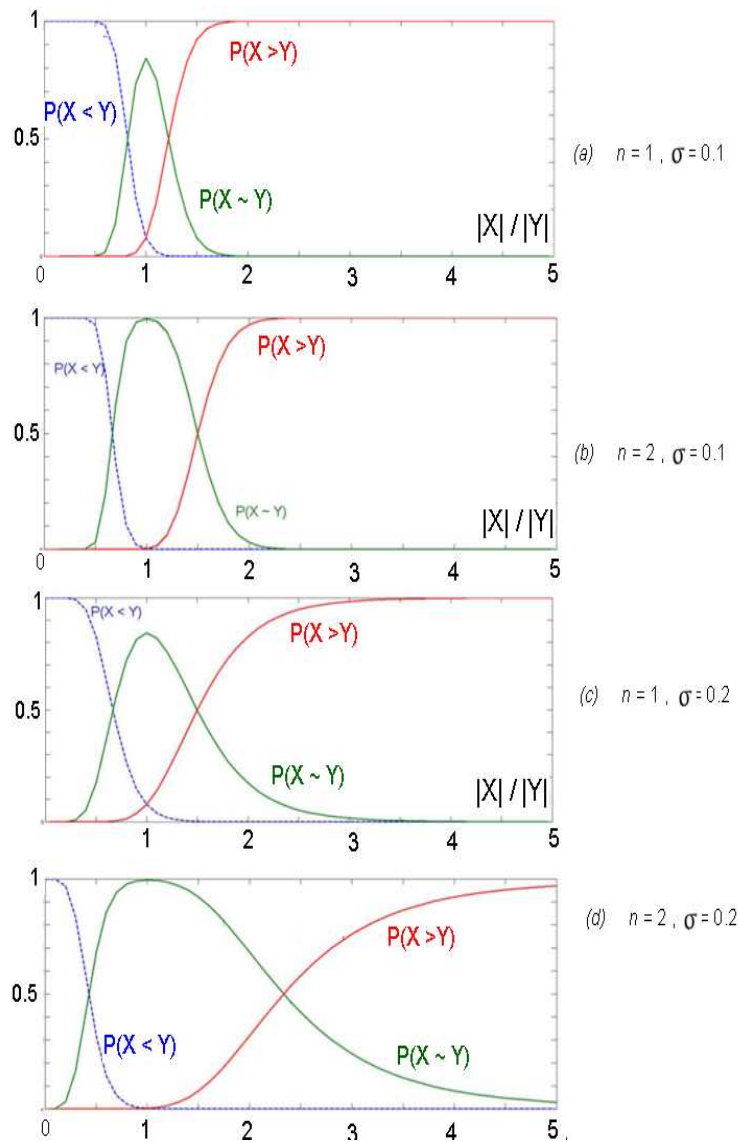 1
P(X >Y)
P(X < Y)
0.5
(a) n = 1 , σ = 0.1
P(X ~ Y)
|X| / |Y|
0 1 2 3 4 5
1
P(X >Y)
P(X < Y)
0.5
(b) n = 2 , σ = 0.1
P(X ~ Y)
|X| / |Y|
0 1 2 3 4 5
1
P(X < Y)
P(X >Y)
0.5
(c) n = 1 , σ = 0.2
P(X ~ Y)
|X| / |Y|
0 1 2 3 4 5
1
(d) n = 2 , σ = 0.2
P(X >Y)
0.5
P(X < Y)
P(X ~ Y)
0 1 2 3 4 5